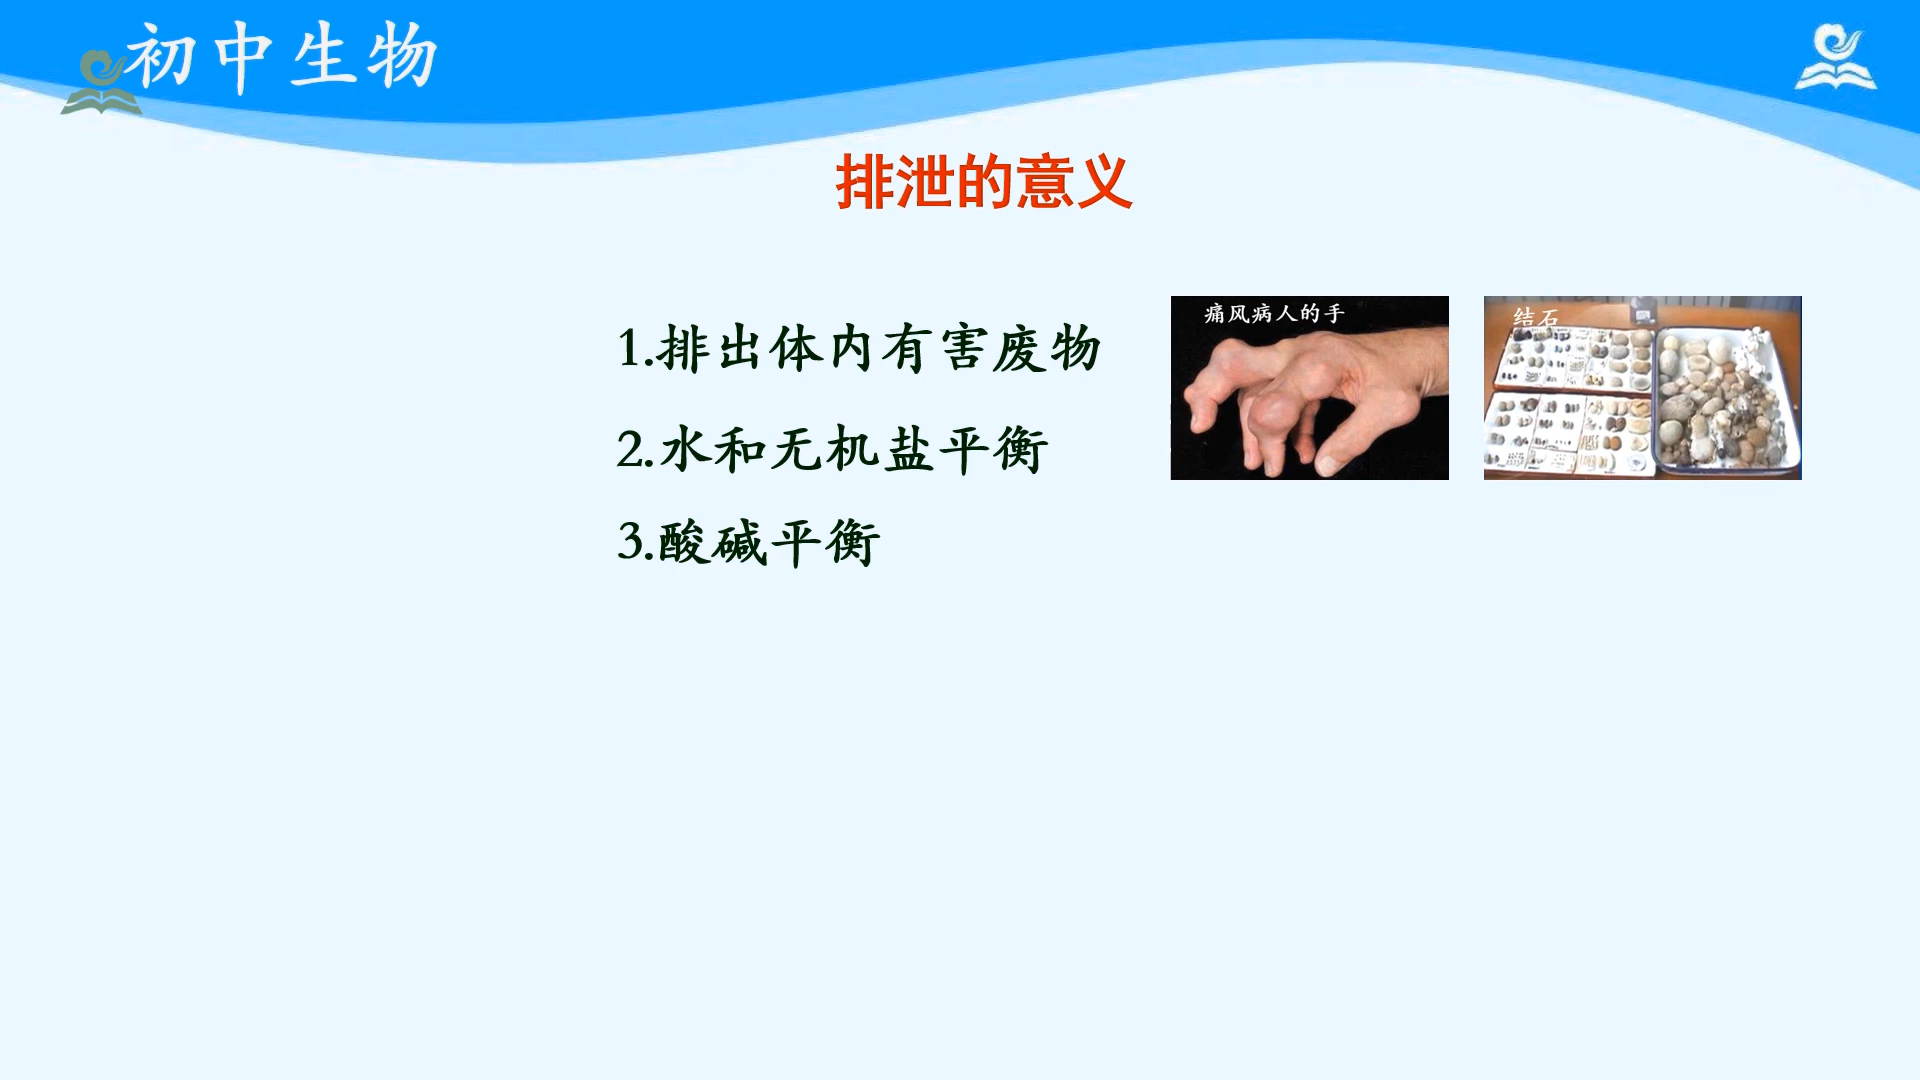 初中生物
排泄的意义
1.排出体内有害废物
痛风病人的手
结石
2.水和无机盐平衡
3.酸碱平衡